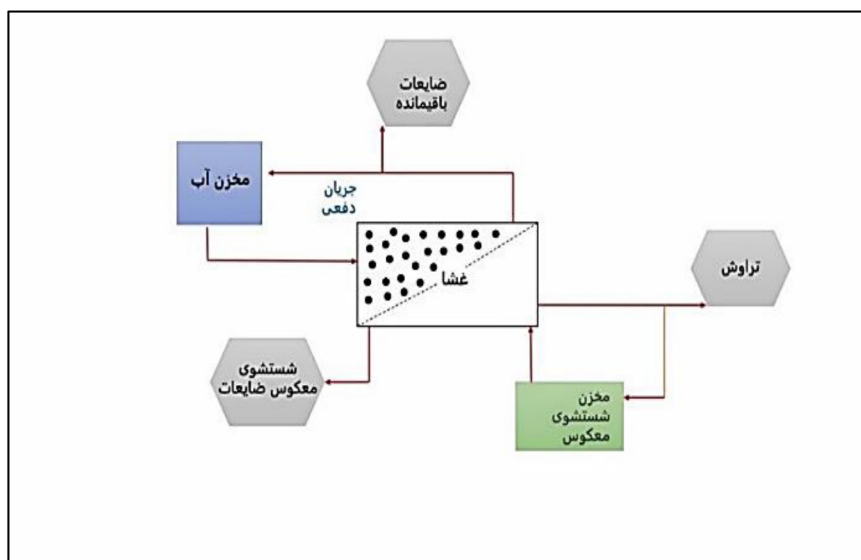 ضایعات
باقیمانده
مخزن آب
جریان
دفعی
غشا
تراوش
شستشوی
معکوس ضایعات
مخزن
شستشوی
معکوس